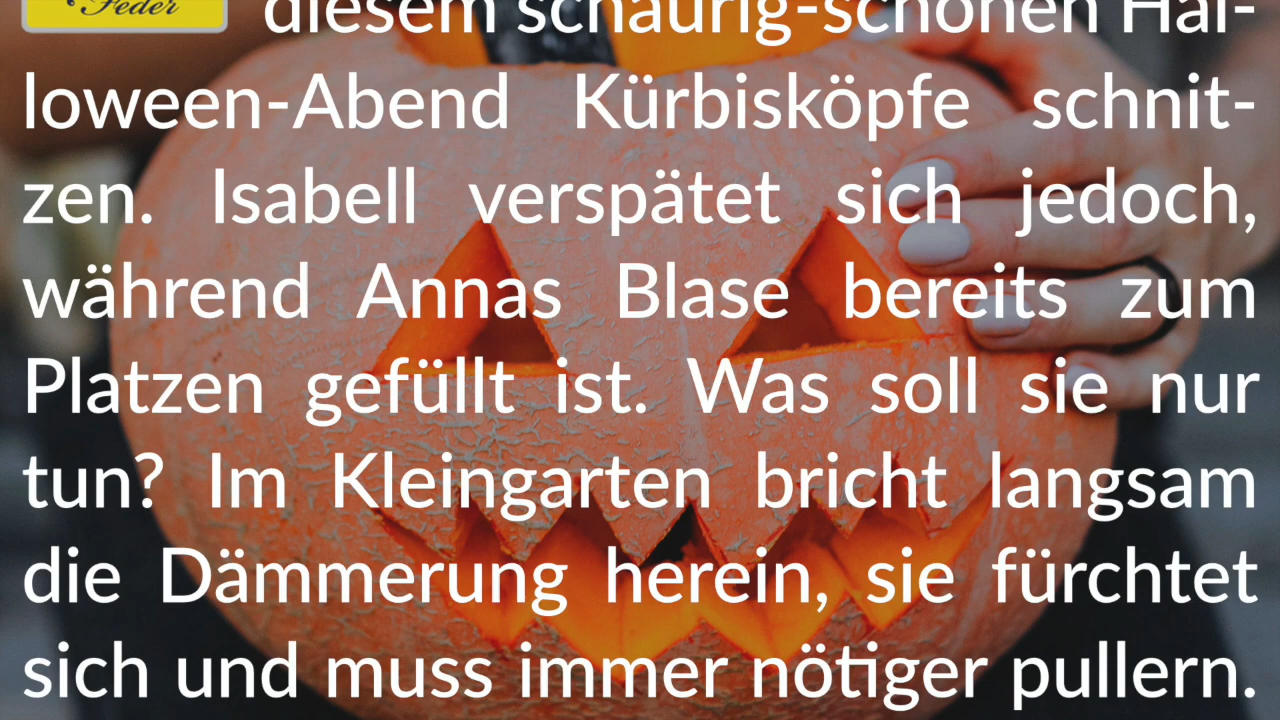 Feder
diesem schaurig-schönen Hal-
loween-Abend Kürbisköpfe schnit-
zen. Isabell verspätet sich jedoch,
während Annas Blase bereits zum
Platzen gefüllt ist. Was soll sie nur
tun? Im Kleingarten bricht langsam
die Dämmerung herein, sie fürchtet
sich und muss immer nötiger pullern.